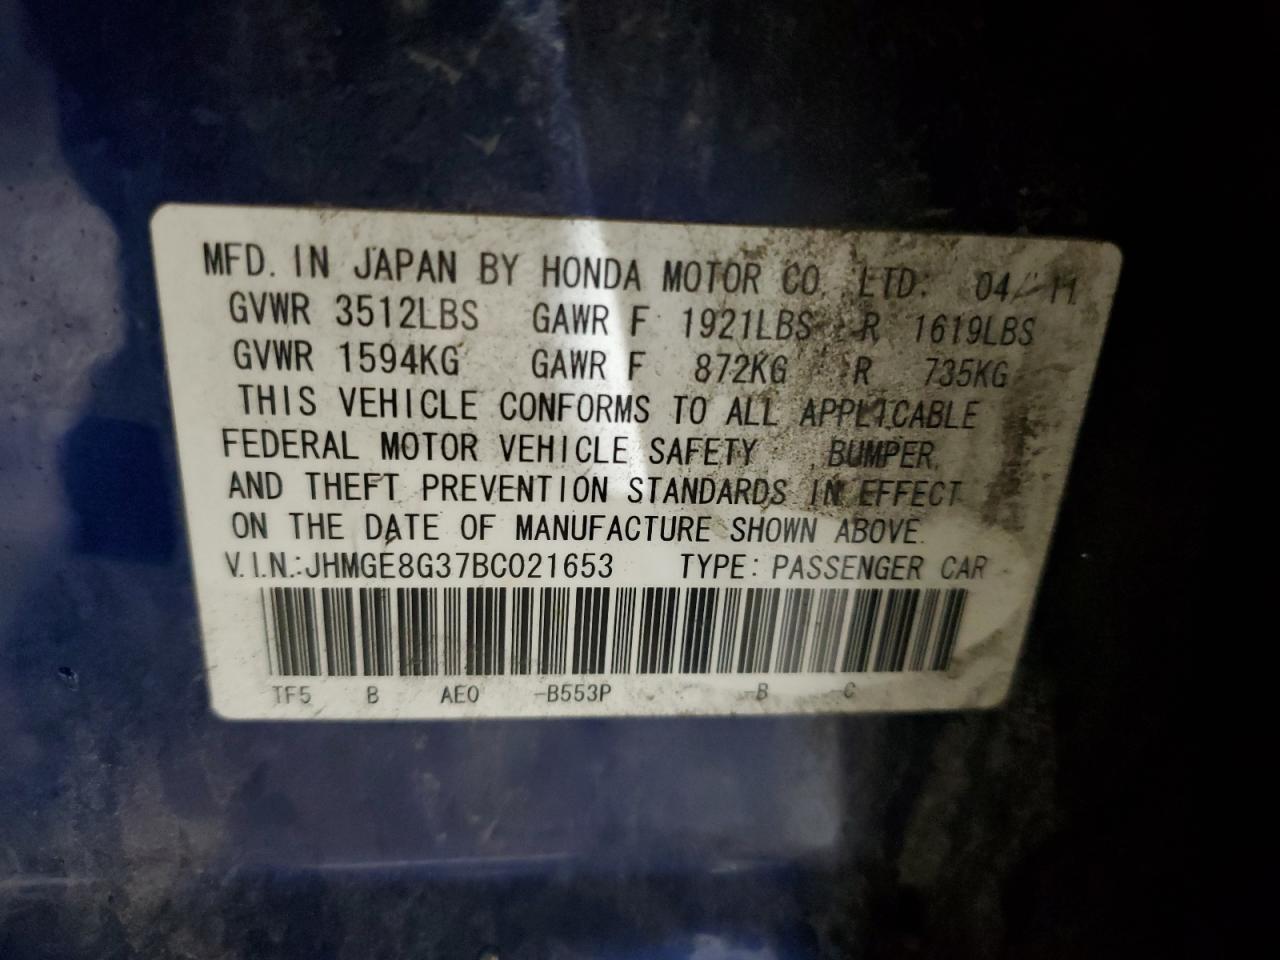 MFD. IN JAPAN BY HONDA MOTOR CO. LTD. 04/11
GVWR 3512LBS GAWR F 1921LBS R 1619LBS
GVWR 1594KG GAWR F 872KG R 735KG
THIS VEHICLE CONFORMS TO ALL APPLICABLE
FEDERAL MOTOR VEHICLE SAFETY, BUMPER,
AND THEFT PREVENTION STANDARDS IN EFFECT
ON THE DATE OF MANUFACTURE SHOWN ABOVE.
V.I.N.:JHMGE8G37BC021653 TYPE: PASSENGER CAR
TF5 B AE0 -B553P -B -C